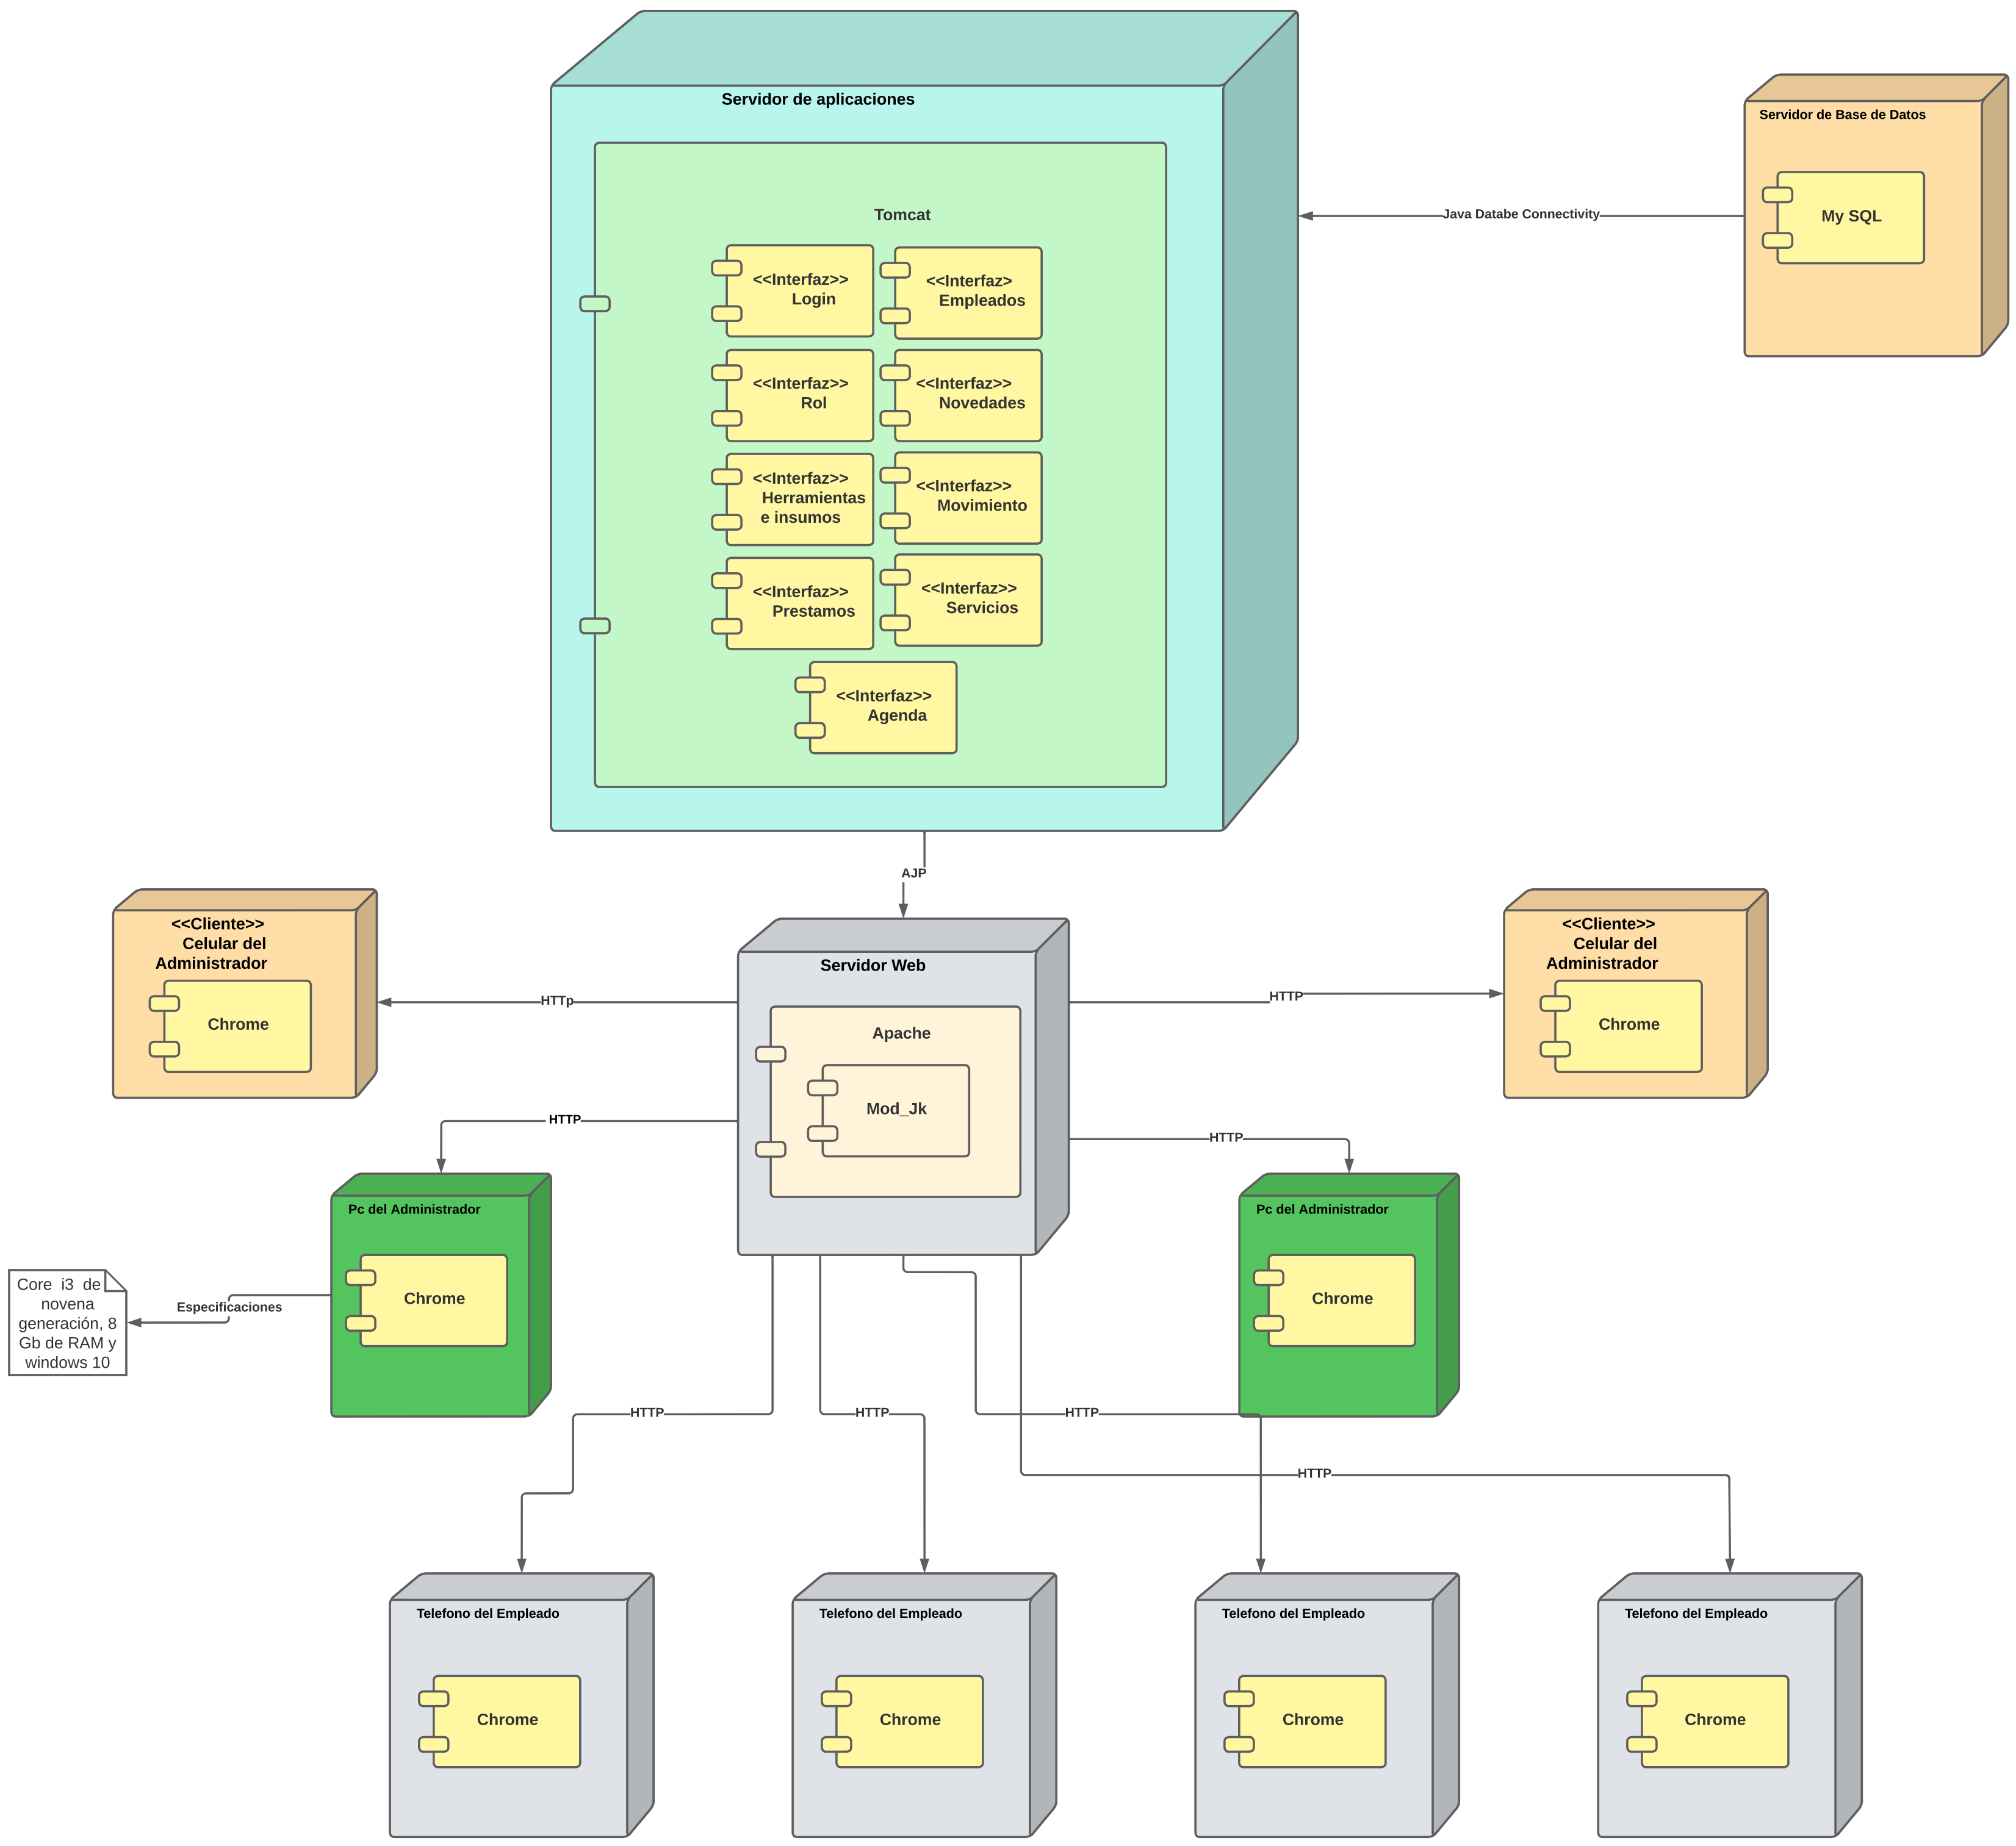 Servidor de aplicaciones
Servidor de Base de Datos
Tomcat
My SQL
Java Databe Connectivity
<<Interfaz>>
Login
<<Interfaz>
Empleados
<<Interfaz>>
Rol
<<Interfaz>>
Novedades
<<Interfaz>>
Herramientas
e insumos
<<Interfaz>>
Movimiento
<<Interfaz>>
Prestamos
<<Interfaz>>
Servicios
<<Interfaz>>
Agenda
AJP
<<Cliente>>
Celular del
Administrador
Chrome
HTTp
Servidor Web
Apache
Mod_Jk
HTTP
<<Cliente>>
Celular del
Administrador
Chrome
HTTP
HTTP
Pc del Administrador
Chrome
Pc del Administrador
Chrome
Especificaciones
Core i3 de
novena
generación, 8
Gb de RAM y
windows 10
HTTP
HTTP
HTTP
HTTP
Telefono del Empleado
Chrome
Telefono del Empleado
Chrome
Telefono del Empleado
Chrome
Telefono del Empleado
Chrome